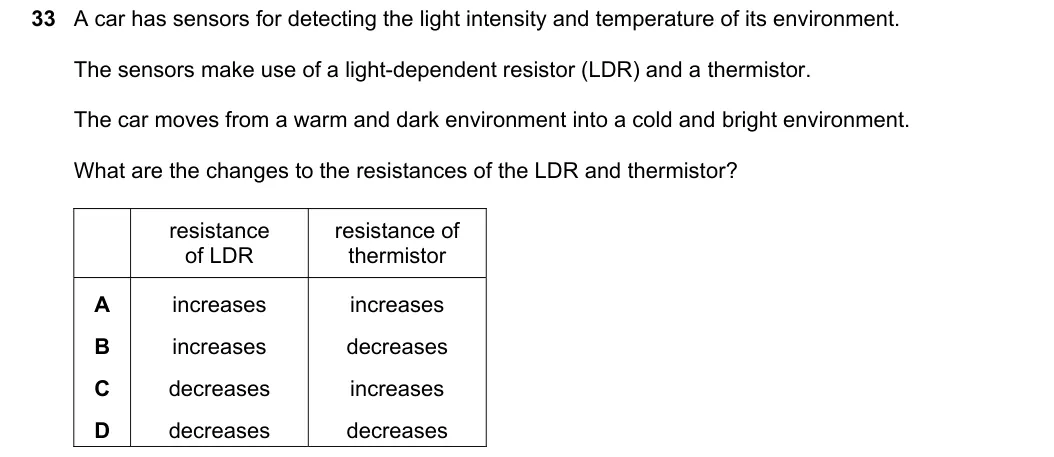 33 A car has sensors for detecting the light intensity and temperature of its environment.
The sensors make use of a light-dependent resistor (LDR) and a thermistor.
The car moves from a warm and dark environment into a cold and bright environment.
What are the changes to the resistances of the LDR and thermistor?
resistance of LDR resistance of thermistor
A increases increases
B increases decreases
C decreases increases
D decreases decreases